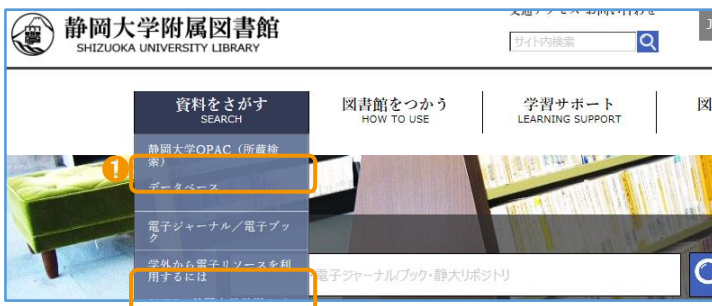 静岡大学附属図書館
SHIZUOKA UNIVERSITY LIBRARY
サイト内検索
資料をさがす
SEARCH
図書館をつかう
HOW TO USE
学習サポート
LEARNING SUPPORT
図
静岡大学OPAC（所蔵検
索）
1
データベース
電子ジャーナル／電子ブッ
ク
学外から電子リソースを利
用するには
電子ジャーナル/ブック・静大リポジトリ